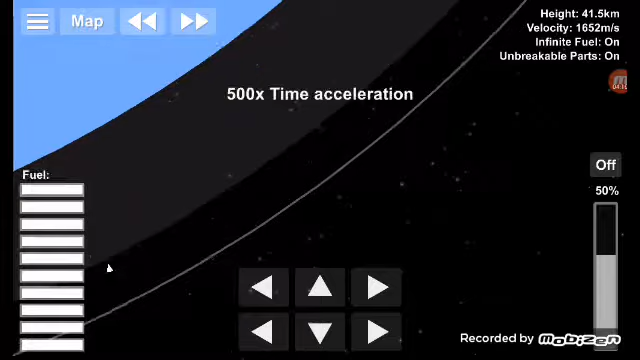 Map
Height: 41.5km
Velocity: 1652m/s
Infinite Fuel: On
Unbreakable Parts: On
500x Time acceleration
Fuel:
Off
50%
Recorded by Mobizen